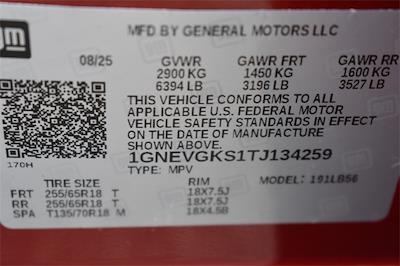 gm
MFD BY GENERAL MOTORS LLC
08/25 GVWR GAWR FRT GAWR RR
2900 KG 1450 KG 1600 KG
6394 LB 3196 LB 3527 LB
THIS VEHICLE CONFORMS TO ALL
APPLICABLE U.S. FEDERAL MOTOR
VEHICLE SAFETY STANDARDS IN EFFECT
ON THE DATE OF MANUFACTURE
SHOWN ABOVE.
170H
1GNEVGKS1TJ134259
TYPE: MPV
TIRE SIZE RIM MODEL: 191LB56
FRT 255/65R18 T 18X7.5J
RR 255/65R18 T 18X7.5J
SPA T135/70R18 M 18X4.5B